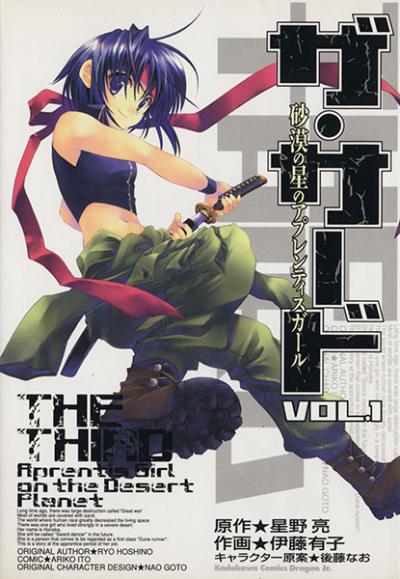 ザ・サード
砂漠の星のアプレンティスガール
VOL.1
THE
THIRD
Aprentis Girl
on the Desert
Planet
Long time ago, there was large destruction called 'Great war'
Most of worlds are covered with sand.
The world where human race greatly decreased the living space
There was one girl who lived strongly in a severe desert.
Her name is Honoka.
She will be called "Sword dancer" in the future.
She is a person that comes to be regarded as a first class "Dune runner".
This is a story at the apprentice period of her yet.
ORIGINAL AUTHOR★RYO HOSHINO
COMIC★ARIKO ITO
ORIGINAL CHARACTER DESIGN★NAO GOTO
原作★星野 亮
作画★伊藤有子
キャラクター原案★後藤なお
Kadokawa Comics Dragon Jr.